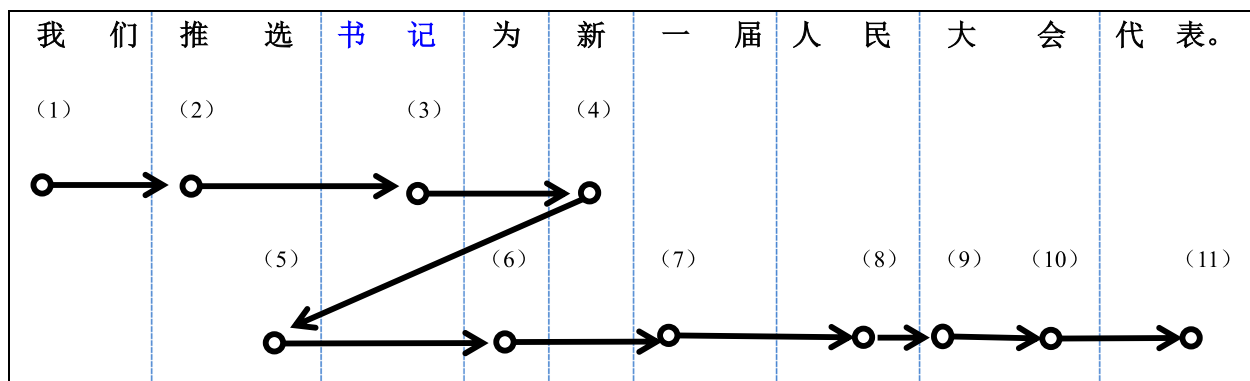 我们推选书记为新一届人民大会代表。
（1） （2） （3） （4）
（5） （6） （7） （8） （9） （10） （11）